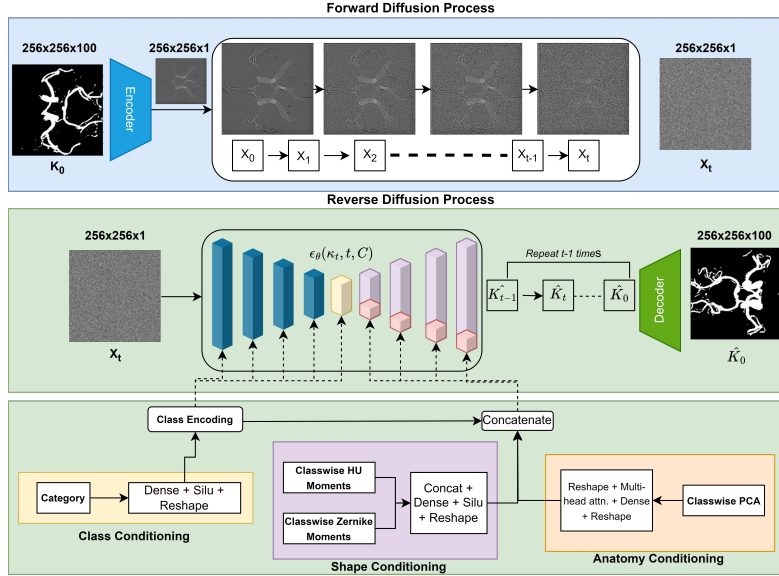 Forward Diffusion Process
256x256x100
256x256x1
256x256x1
Encoder
K₀
X₀
X₁
X₂
Xₜ₋₁
Xₜ
Xₜ
Reverse Diffusion Process
256x256x1
ϵ_θ(κₜ, t, C)
Repeat t-1 times
256x256x100
K̂ₜ₋₁
K̂ₜ
K̂₀
Decoder
Xₜ
K̂₀
Class Encoding
Concatenate
Category
Dense + Silu +
Reshape
Class Conditioning
Classwise HU
Moments
Classwise Zernike
Moments
Concat +
Dense + Silu
+ Reshape
Shape Conditioning
Reshape + Multi-
head attn. + Dense
+ Reshape
Classwise PCA
Anatomy Conditioning